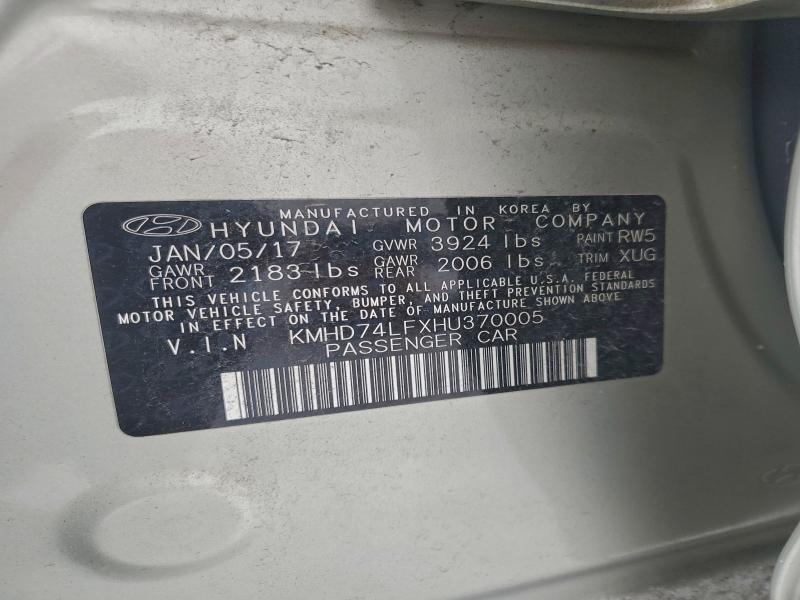 MANUFACTURED IN KOREA BY
HYUNDAI MOTOR COMPANY
JAN/05/17 GVWR 3924 lbs PAINT RW5
GAWR FRONT 2183 lbs GAWR REAR 2006 lbs TRIM XUG
THIS VEHICLE CONFORMS TO ALL APPLICABLE U.S.A. FEDERAL
MOTOR VEHICLE SAFETY, BUMPER, AND THEFT PREVENTION STANDARDS
IN EFFECT ON THE DATE OF MANUFACTURE SHOWN ABOVE
V.I.N KMHD74LFXHU370005
PASSENGER CAR